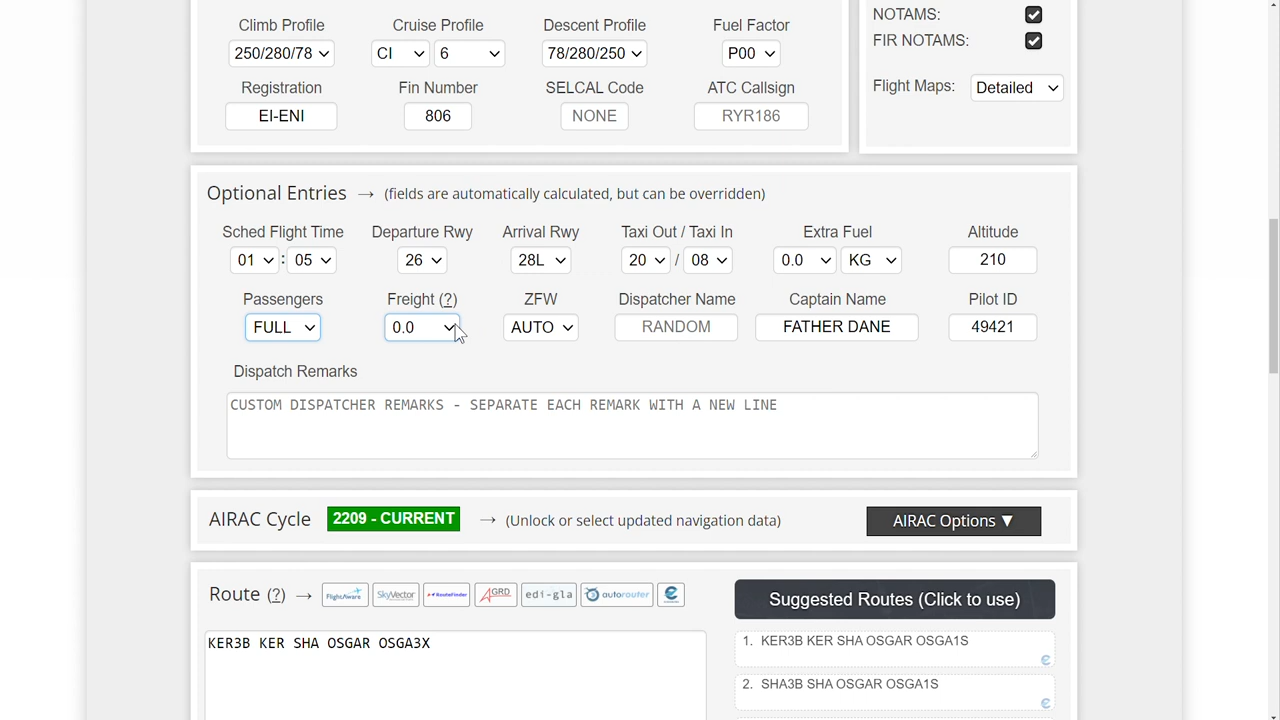 Climb Profile Cruise Profile Descent Profile Fuel Factor
250/280/78 CI 6 78/280/250 P00
Registration Fin Number SELCAL Code ATC Callsign
EI-ENI 806 NONE RYR186
NOTAMS:
FIR NOTAMS:
Flight Maps: Detailed
Optional Entries → (fields are automatically calculated, but can be overridden)
Sched Flight Time Departure Rwy Arrival Rwy Taxi Out / Taxi In Extra Fuel Altitude
01 : 05 26 28L 20 / 08 0.0 KG 210
Passengers Freight (?) ZFW Dispatcher Name Captain Name Pilot ID
FULL 0.0 AUTO RANDOM FATHER DANE 49421
Dispatch Remarks
CUSTOM DISPATCHER REMARKS - SEPARATE EACH REMARK WITH A NEW LINE
AIRAC Cycle 2209 - CURRENT → (Unlock or select updated navigation data) AIRAC Options ▼
Route (?) → FlightAware SkyVector RouteFinder GRD edi-gla autorouter
KER3B KER SHA OSGAR OSGA3X
Suggested Routes (Click to use)
1. KER3B KER SHA OSGAR OSGA1S
2. SHA3B SHA OSGAR OSGA1S